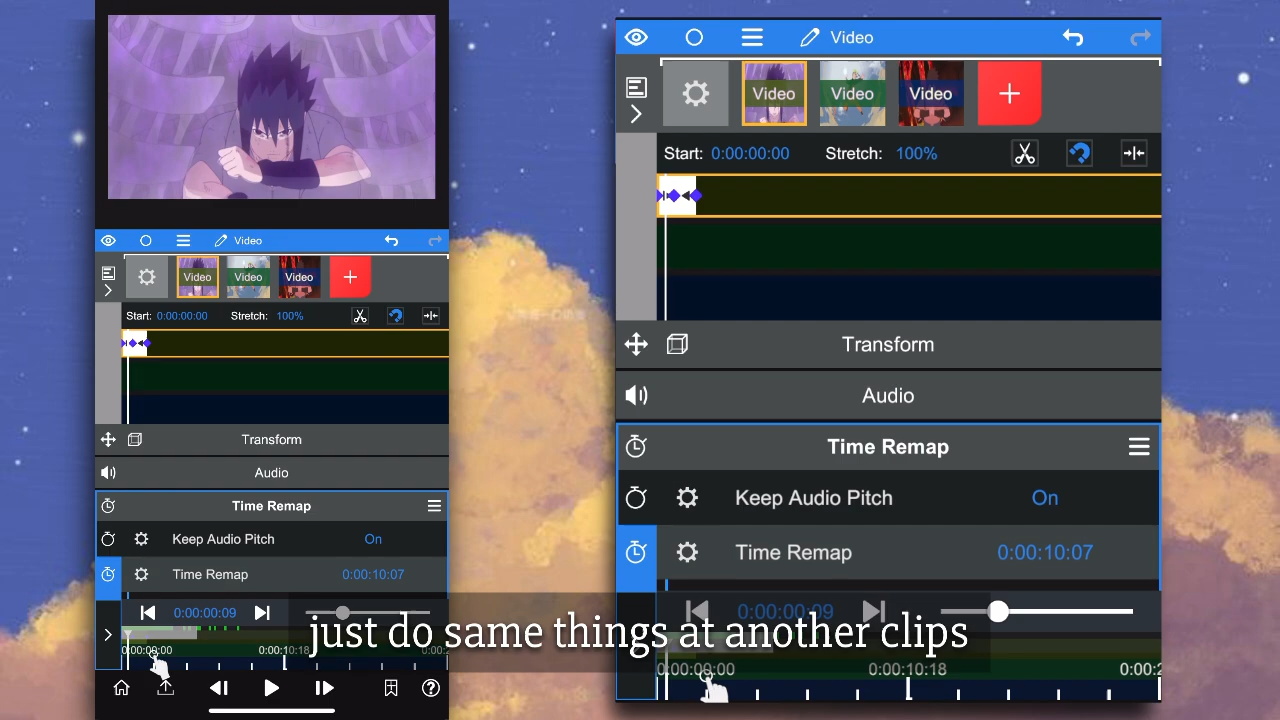 Video
Video
Video
Video
Start: 0:00:00:00
Stretch: 100%
Transform
Audio
Time Remap
Keep Audio Pitch
On
Time Remap
0:00:10:07
0:00:00:09
0:00:00:00
0:00:10:18
Video
Video
Video
Video
Start: 0:00:00:00
Stretch: 100%
Transform
Audio
Time Remap
Keep Audio Pitch
On
Time Remap
0:00:10:07
0:00:00:09
0:00:00:00
0:00:10:18
0:00:2
just do same things at another clips